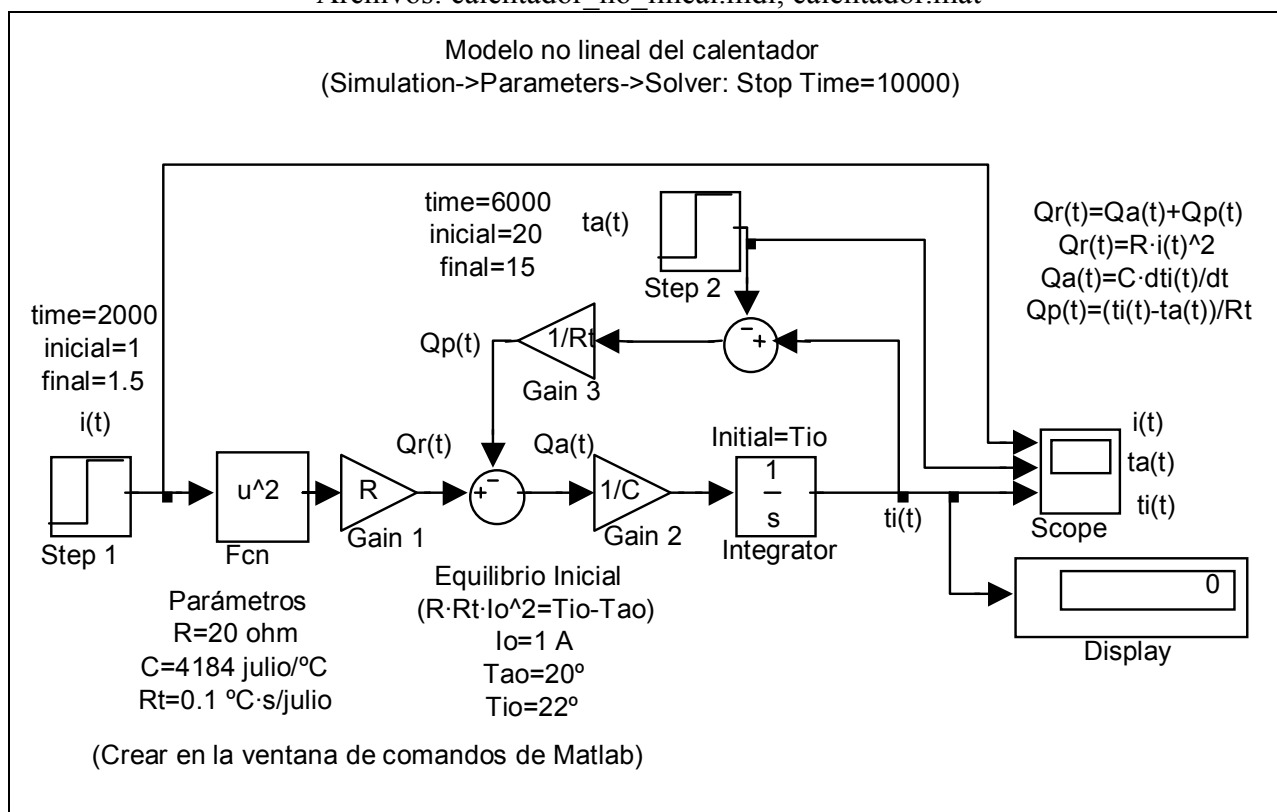 Archivos: calentador_no_lineal.mdl, calentador.mat
Modelo no lineal del calentador
(Simulation->Parameters->Solver: Stop Time=10000)
time=6000
inicial=20
final=15
ta(t)
Step 2
Qr(t)=Qa(t)+Qp(t)
Qr(t)=R·i(t)^2
Qa(t)=C·dti(t)/dt
Qp(t)=(ti(t)-ta(t))/Rt
time=2000
inicial=1
final=1.5
i(t)
Qp(t)
1/Rt
Gain 3
- +
Step 1
u^2
Fcn
R
Gain 1
Qr(t)
+ -
Qa(t)
1/C
Gain 2
Initial=Tio
1
s
Integrator
ti(t)
i(t)
ta(t)
ti(t)
Scope
0
Display
Parámetros
R=20 ohm
C=4184 julio/ºC
Rt=0.1 ºC·s/julio
Equilibrio Inicial
(R·Rt·Io^2=Tio-Tao)
Io=1 A
Tao=20º
Tio=22º
(Crear en la ventana de comandos de Matlab)